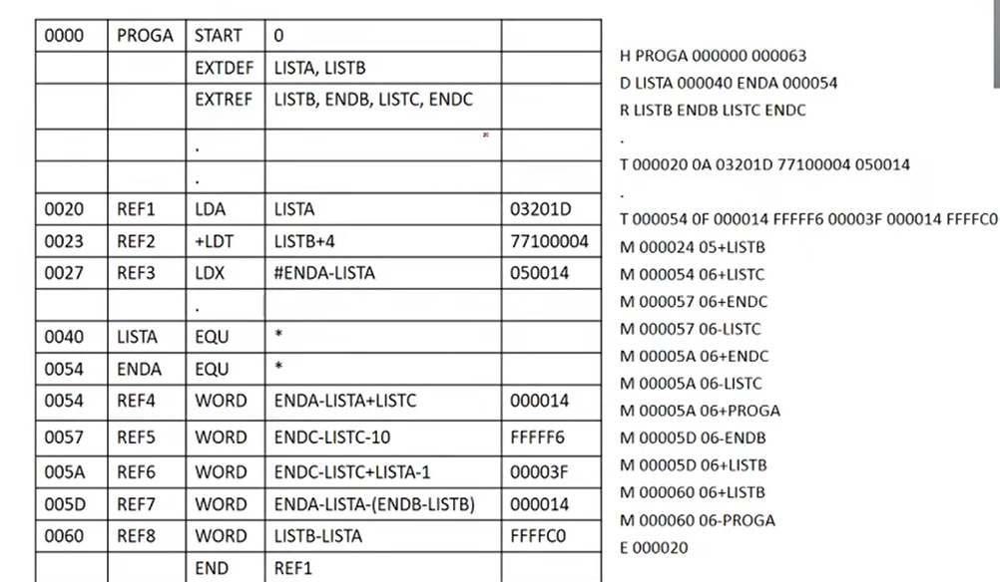 0000 PROGA START 0
EXTDEF LISTA, LISTB
EXTREF LISTB, ENDB, LISTC, ENDC
.
.
0020 REF1 LDA LISTA 03201D
0023 REF2 +LDT LISTB+4 77100004
0027 REF3 LDX #ENDA-LISTA 050014
.
0040 LISTA EQU *
0054 ENDA EQU *
0054 REF4 WORD ENDA-LISTA+LISTC 000014
0057 REF5 WORD ENDC-LISTC-10 FFFFF6
005A REF6 WORD ENDC-LISTC+LISTA-1 00003F
005D REF7 WORD ENDA-LISTA-(ENDB-LISTB) 000014
0060 REF8 WORD LISTB-LISTA FFFFC0
END REF1
H PROGA 000000 000063
D LISTA 000040 ENDA 000054
R LISTB ENDB LISTC ENDC
.
T 000020 0A 03201D 77100004 050014
.
T 000054 0F 000014 FFFFF6 00003F 000014 FFFFC0
M 000024 05+LISTB
M 000054 06+LISTC
M 000057 06+ENDC
M 000057 06-LISTC
M 00005A 06+ENDC
M 00005A 06-LISTC
M 00005A 06+PROGA
M 00005D 06-ENDB
M 00005D 06+LISTB
M 000060 06+LISTB
M 000060 06-PROGA
E 000020